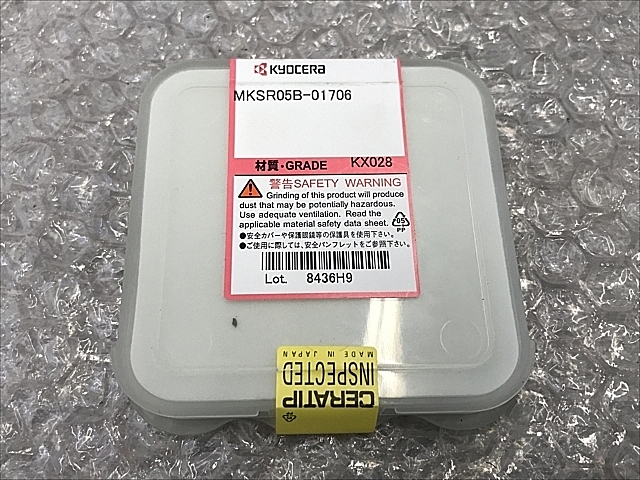 KYOCERA
MKSR05B-01706
材質・GRADE KX028
警告SAFETY WARNING
Grinding of this product will produce
dust that may be potentially hazardous.
Use adequate ventilation. Read the
applicable material safety data sheet.
05
PP
●安全カバーや保護眼鏡等の保護具を使用下さい。
●ご使用に際しては、安全パンフレットをご参照下さい。
Lot. 8436H9
CERATIP
INSPECTED
MADE IN JAPAN